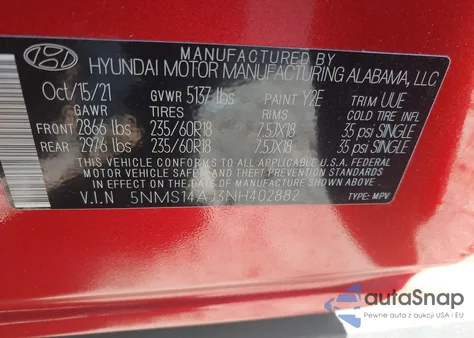 MANUFACTURED BY
HYUNDAI MOTOR MANUFACTURING ALABAMA, LLC
Oct/15/21 GVWR 5137 lbs PAINT Y2E TRIM UUE
GAWR TIRES RIMS COLD TIRE INFL.
FRONT 2866 lbs 235/60R18 7.5JX18 35 psi SINGLE
REAR 2976 lbs 235/60R18 7.5JX18 35 psi SINGLE
THIS VEHICLE CONFORMS TO ALL APPLICABLE U.S.A. FEDERAL
MOTOR VEHICLE SAFETY, BUMPER, AND THEFT PREVENTION
STANDARDS IN EFFECT ON THE DATE OF MANUFACTURE SHOWN ABOVE.
V.I.N 5NMS14AJ3NH402882 TYPE: MPV
autoSnap
Pewne auta z aukcji USA i EU